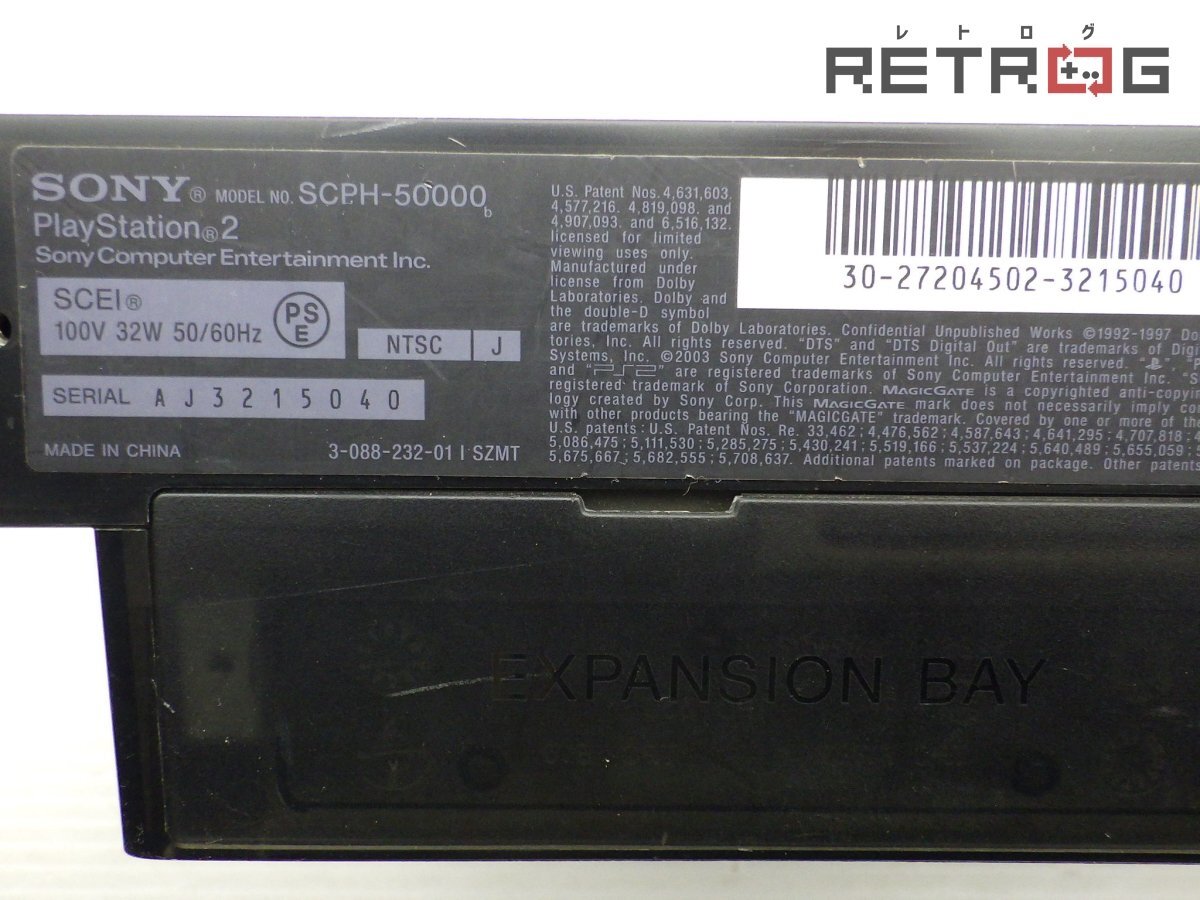 レトログ
RETROG
SONY® MODEL NO. SCPH-50000 b
PlayStation®2
Sony Computer Entertainment Inc.
SCEI®
100V 32W 50/60Hz
PS
E
NTSC J
SERIAL AJ3215040
MADE IN CHINA
3-088-232-01 I SZMT
U.S. Patent Nos. 4,631,603.
4,577,216. 4,819,098. and
4,907,093. and 6,516,132.
licensed for limited
viewing uses only.
Manufactured under
license from Dolby
Laboratories. Dolby and
the double-D symbol
are trademarks of Dolby Laboratories. Confidential Unpublished Works ©1992-1997 Do
tories, Inc. All rights reserved. "DTS" and "DTS Digital Out" are trademarks of Digi
Systems, Inc. ©2003 Sony Computer Entertainment Inc. All rights reserved. " ", "P
and "PS2" are registered trademarks of Sony Computer Entertainment Inc. "S
registered trademark of Sony Corporation. MAGICGATE is a copyrighted anti-copyin
logy created by Sony Corp. This MAGICGATE mark does not necessarily imply co
with other products bearing the "MAGICGATE" trademark. Covered by one or more of the
U.S. patents : U.S. Patent Nos. Re. 33,462 ; 4,476,562 ; 4,587,643 ; 4,641,295 ; 4,707,818 ; 4
5,086,475 ; 5,111,530 ; 5,285,275 ; 5,430,241 ; 5,519,166 ; 5,537,224 ; 5,640,489 ; 5,655,059 ; 5
5,675,667 ; 5,682,555 ; 5,708,637. Additional patents marked on package. Other patents
30-27204502-3215040
EXPANSION BAY